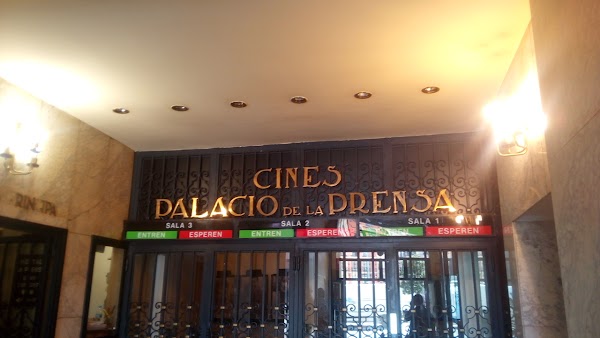 CINES
PALACIO DE LA PRENSA
SALA 3 SALA 2 SALA 1
ENTREN ESPEREN ENTREN ESPEREN ESPEREN